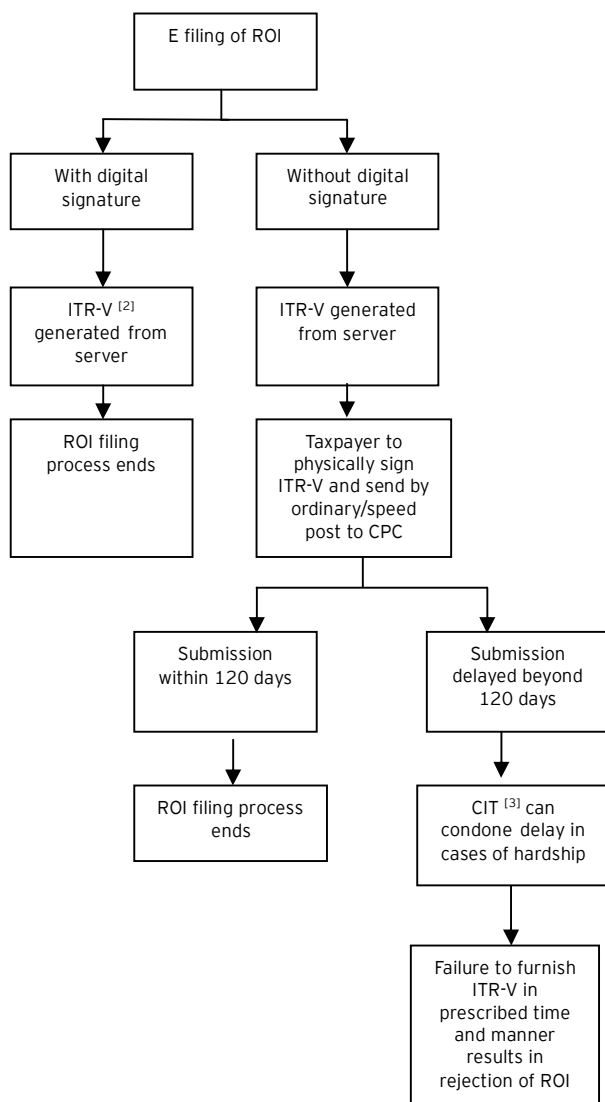 E filing of ROI
With digital
signature
Without digital
signature
ITR-V [2]
generated from
server
ITR-V generated
from server
ROI filing
process ends
Taxpayer to
physically sign
ITR-V and send by
ordinary/speed
post to CPC
Submission
within 120 days
Submission
delayed beyond
120 days
ROI filing process
ends
CIT [3] can
condone delay in
cases of hardship
Failure to furnish
ITR-V in
prescribed time
and manner
results in
rejection of ROI